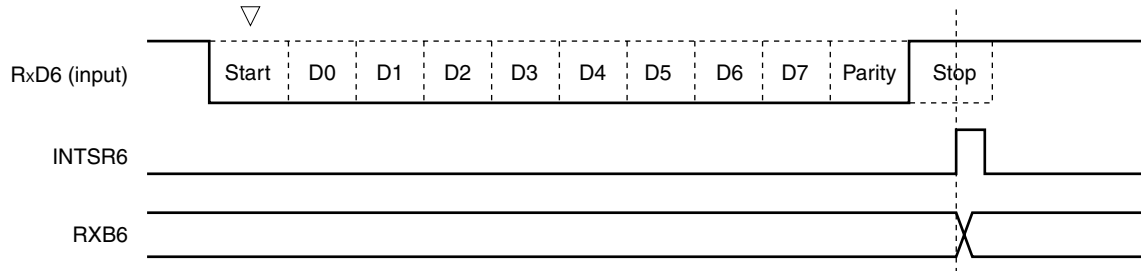 RxD6 (input) Start D0 D1 D2 D3 D4 D5 D6 D7 Parity Stop
INTSR6
RXB6